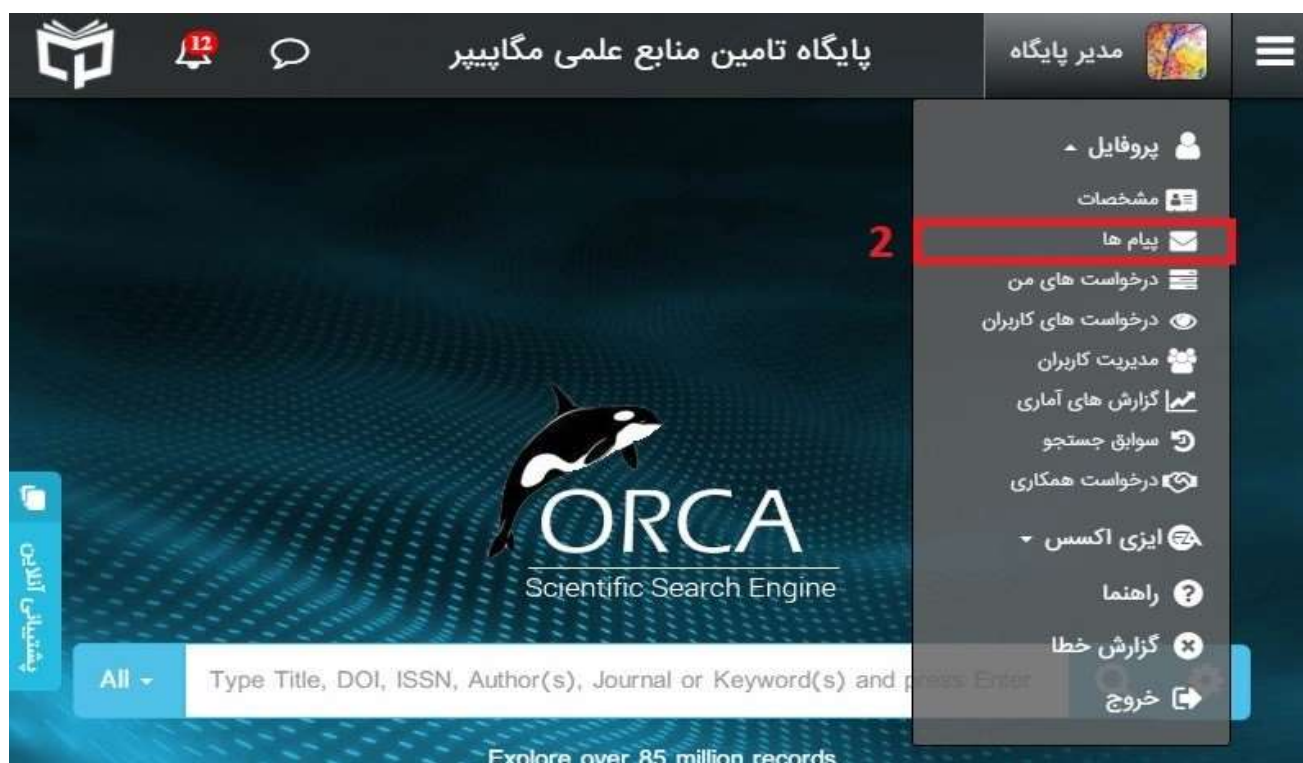 مدیر پایگاه
پایگاه تامین منابع علمی مگاپیپر
12
پروفایل
مشخصات
2
پیام ها
درخواست های من
درخواست های کاربران
مدیریت کاربران
گزارش های آماری
سوابق جستجو
درخواست همکاری
ایزی اکسس
راهنما
گزارش خطا
خروج
ORCA
Scientific Search Engine
پشتیبانی آنلاین
All
Type Title, DOI, ISSN, Author(s), Journal or Keyword(s) and press Enter
Explore over 85 million records